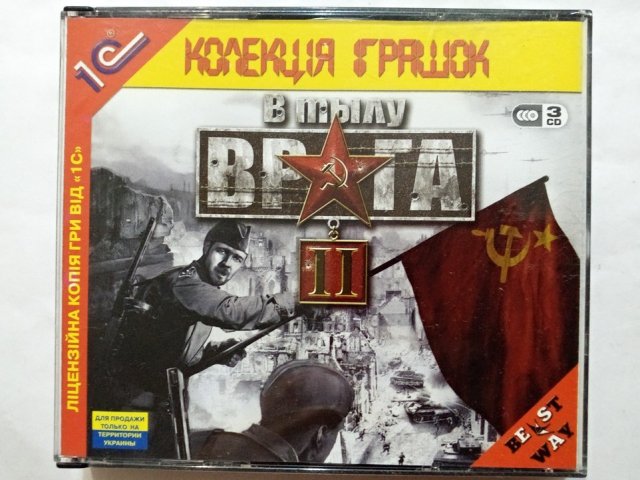 1С®
КОЛЕКЦІЯ ІГРАШОК
В тылу
ВРАГА
II
3
CD
ЛІЦЕНЗІЙНА КОПІЯ ГРИ ВІД «1С»
ДЛЯ ПРОДАЖИ
ТОЛЬКО НА
ТЕРРИТОРИИ
УКРАИНЫ
BEST
WAY